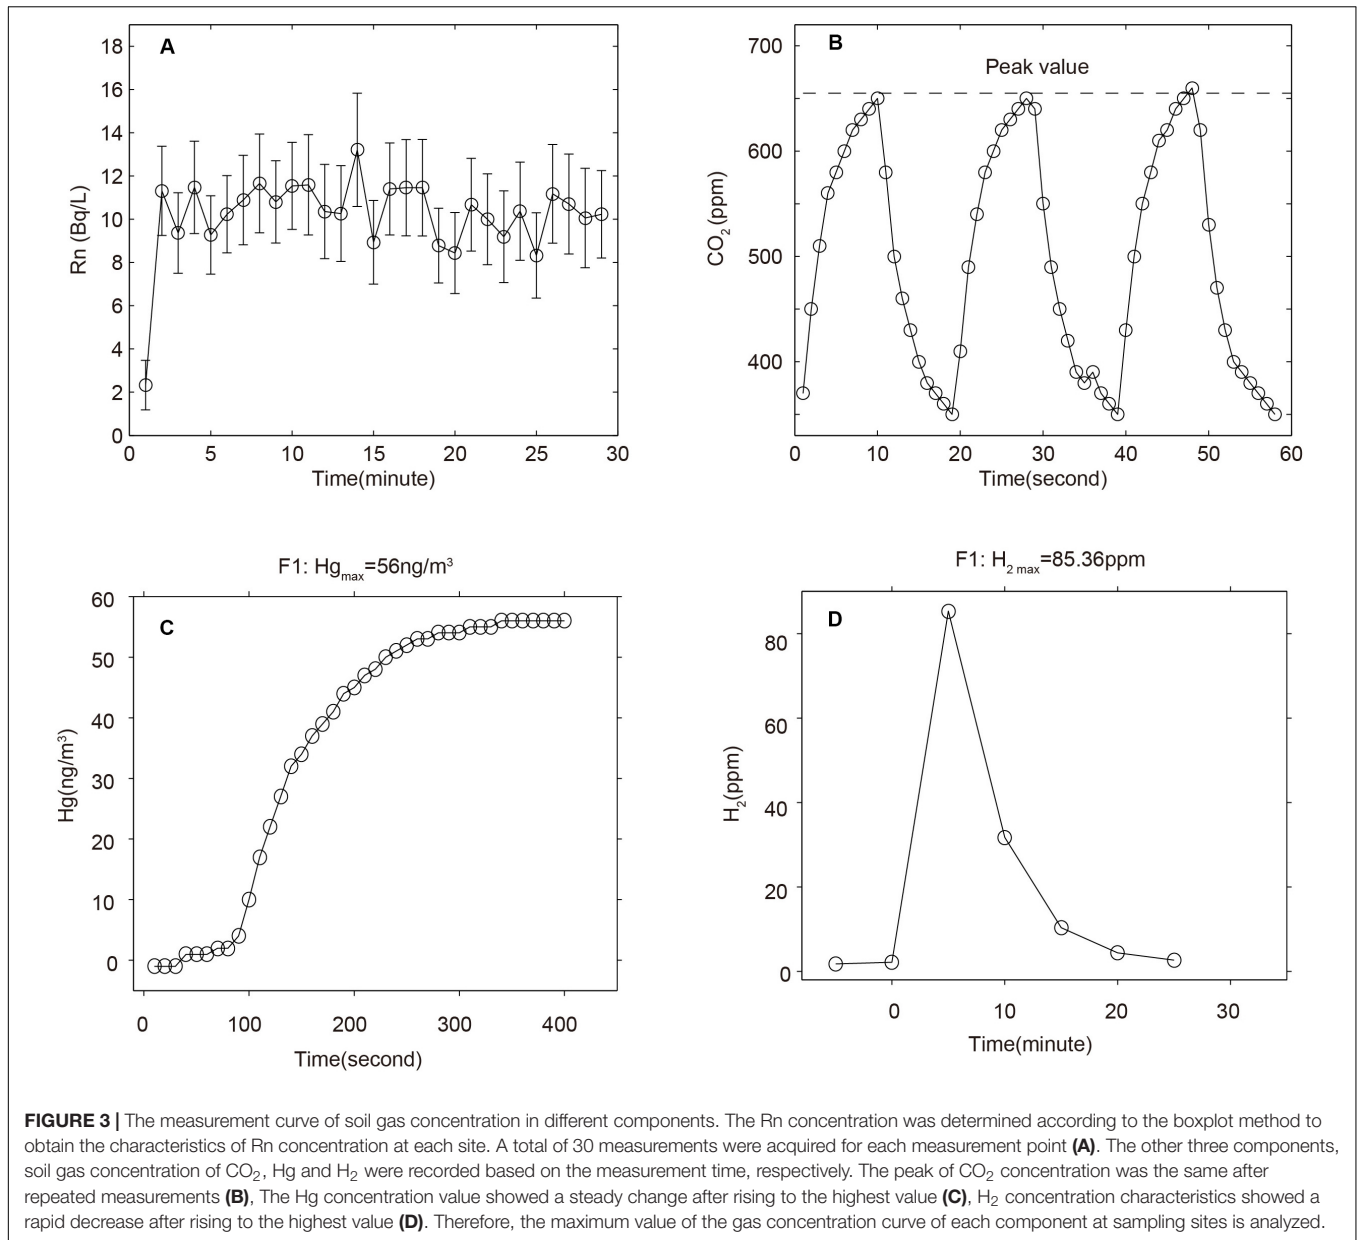 A
18
16
14
12
10
8
6
4
2
0
Rn (Bq/L)
0 5 10 15 20 25 30
Time(minute)
B
Peak value
700
600
500
400
CO2 (ppm)
0 10 20 30 40 50 60
Time(second)
F1: Hgmax=56ng/m³
C
60
50
40
30
20
10
0
Hg(ng/m³)
0 100 200 300 400
Time(second)
F1: H2 max=85.36ppm
D
80
60
40
20
0
H2(ppm)
0 10 20 30
Time(minute)
FIGURE 3 | The measurement curve of soil gas concentration in different components. The Rn concentration was determined according to the boxplot method to
obtain the characteristics of Rn concentration at each site. A total of 30 measurements were acquired for each measurement point (A). The other three components,
soil gas concentration of CO2, Hg and H2 were recorded based on the measurement time, respectively. The peak of CO2 concentration was the same after
repeated measurements (B), The Hg concentration value showed a steady change after rising to the highest value (C), H2 concentration characteristics showed a
rapid decrease after rising to the highest value (D). Therefore, the maximum value of the gas concentration curve of each component at sampling sites is analyzed.